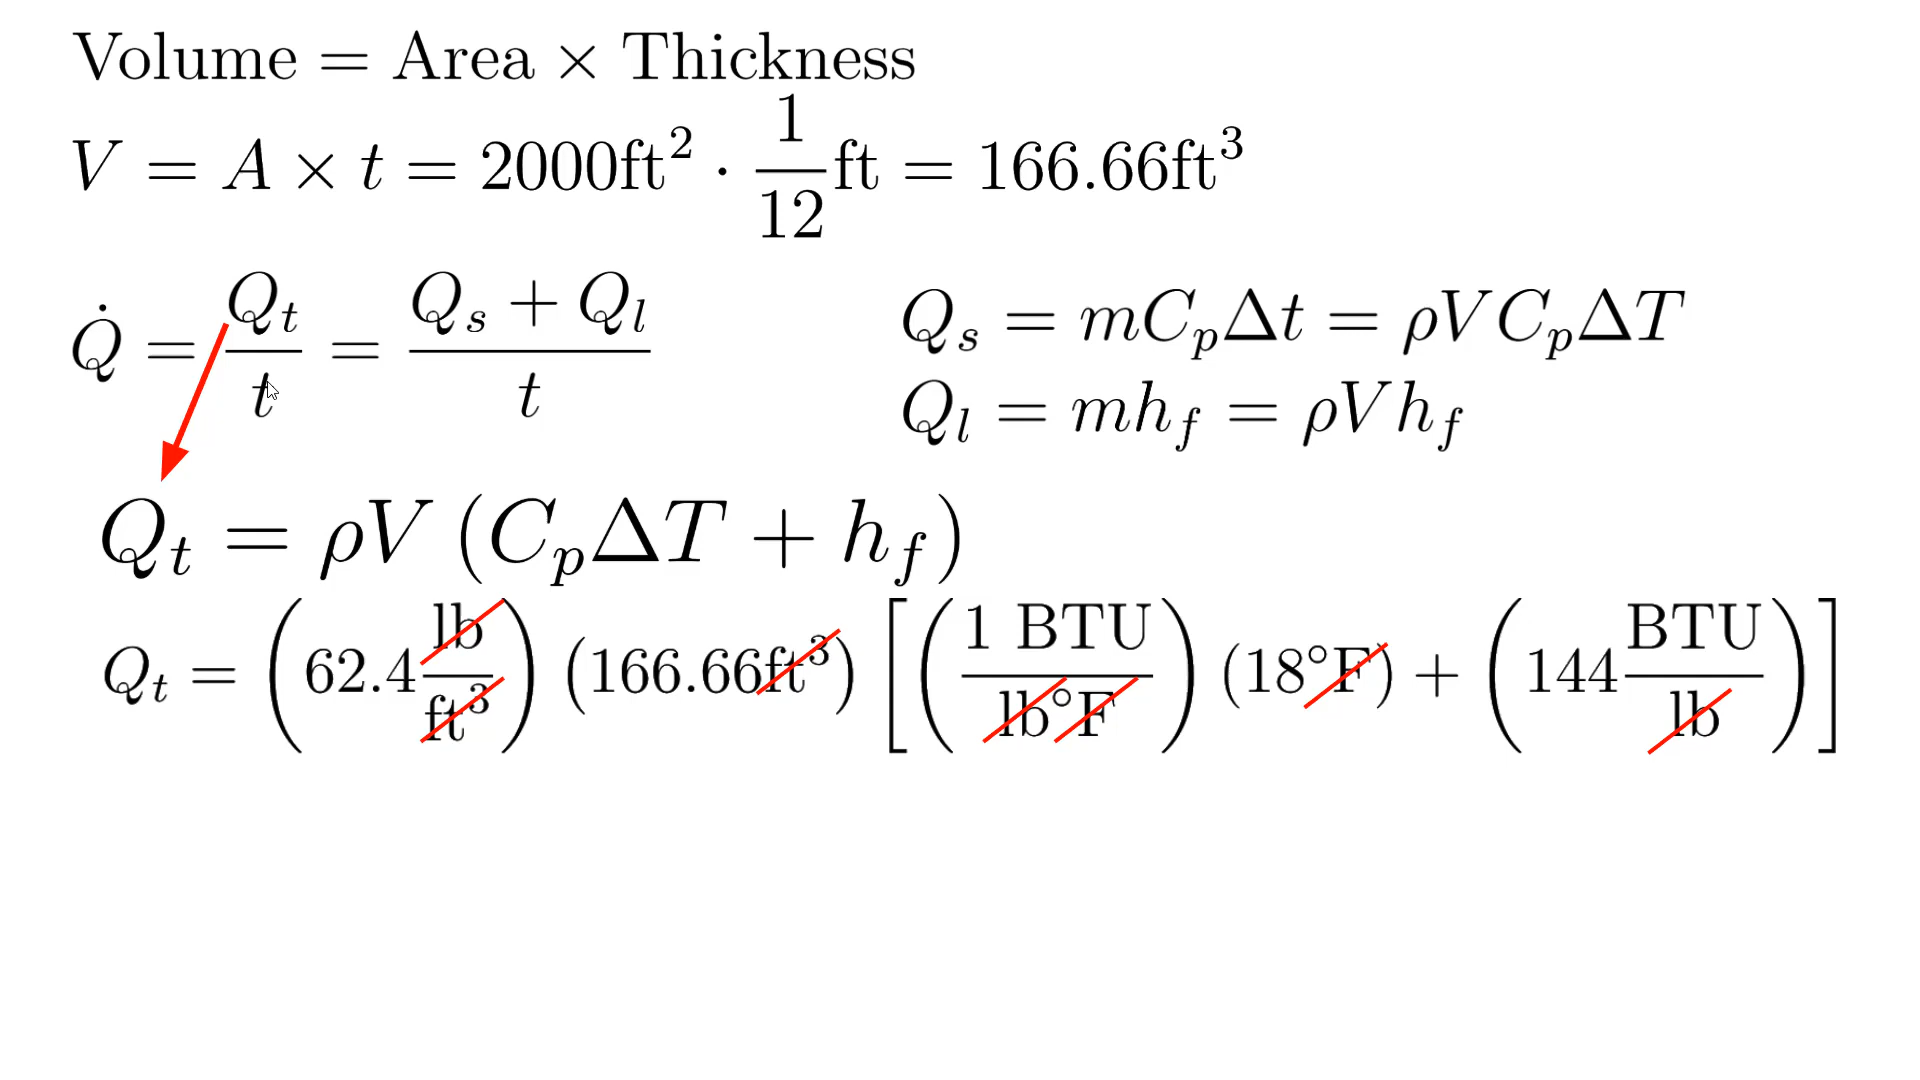 Volume = Area × Thickness
V = A × t = 2000ft² · 1/12 ft = 166.66ft³
Q̇ = Q_t/t = (Q_s + Q_l)/t
Q_s = mC_pΔt = ρVC_pΔT
Q_l = mh_f = ρVh_f
Q_t = ρV (C_pΔT + h_f)
Q_t = (62.4 lb/ft³) (166.66ft³) [(1 BTU/lb°F) (18°F) + (144 BTU/lb)]